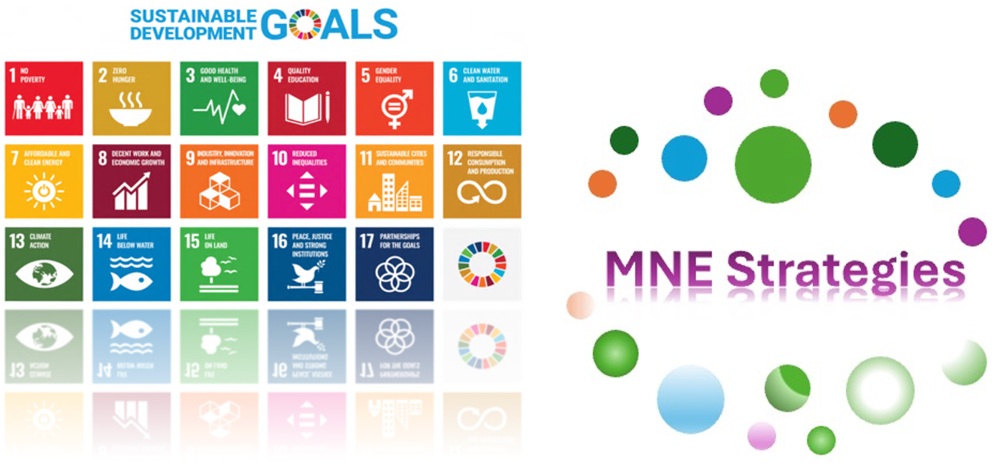 SUSTAINABLE
DEVELOPMENT
GOALS
1 NO
POVERTY
2 ZERO
HUNGER
3 GOOD HEALTH
AND WELL-BEING
4 QUALITY
EDUCATION
5 GENDER
EQUALITY
6 CLEAN WATER
AND SANITATION
7 AFFORDABLE AND
CLEAN ENERGY
8 DECENT WORK AND
ECONOMIC GROWTH
9 INDUSTRY, INNOVATION
AND INFRASTRUCTURE
10 REDUCED
INEQUALITIES
11 SUSTAINABLE CITIES
AND COMMUNITIES
12 RESPONSIBLE
CONSUMPTION
AND PRODUCTION
13 CLIMATE
ACTION
14 LIFE
BELOW WATER
15 LIFE
ON LAND
16 PEACE, JUSTICE
AND STRONG
INSTITUTIONS
17 PARTNERSHIPS
FOR THE GOALS
MNE Strategies